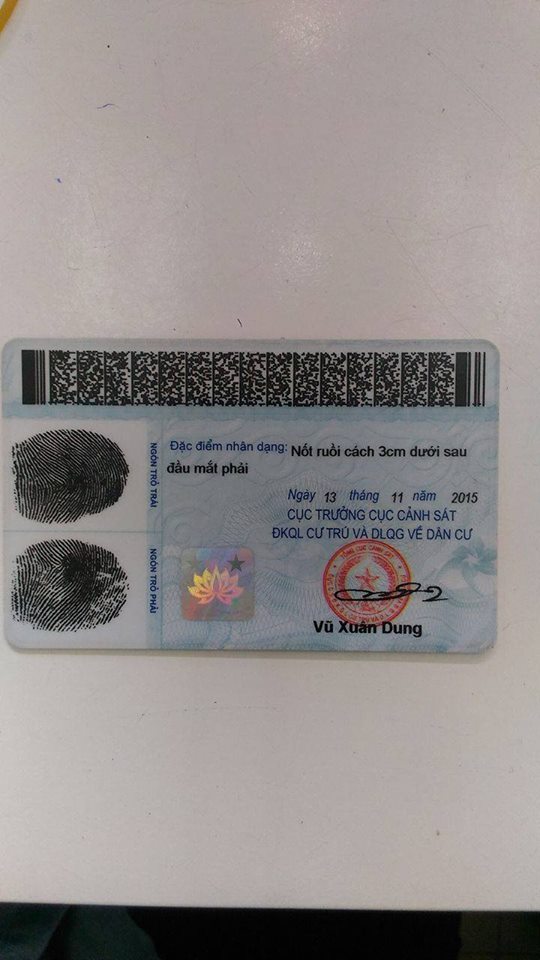 Đặc điểm nhân dạng: Nốt ruồi cách 3cm dưới sau
đầu mắt phải
Ngày 13 tháng 11 năm 2015
CỤC TRƯỞNG CỤC CẢNH SÁT
ĐKQL CƯ TRÚ VÀ DLQG VỀ DÂN CƯ
Vũ Xuân Dung
NGÓN TRỎ TRÁI
NGÓN TRỎ PHẢI